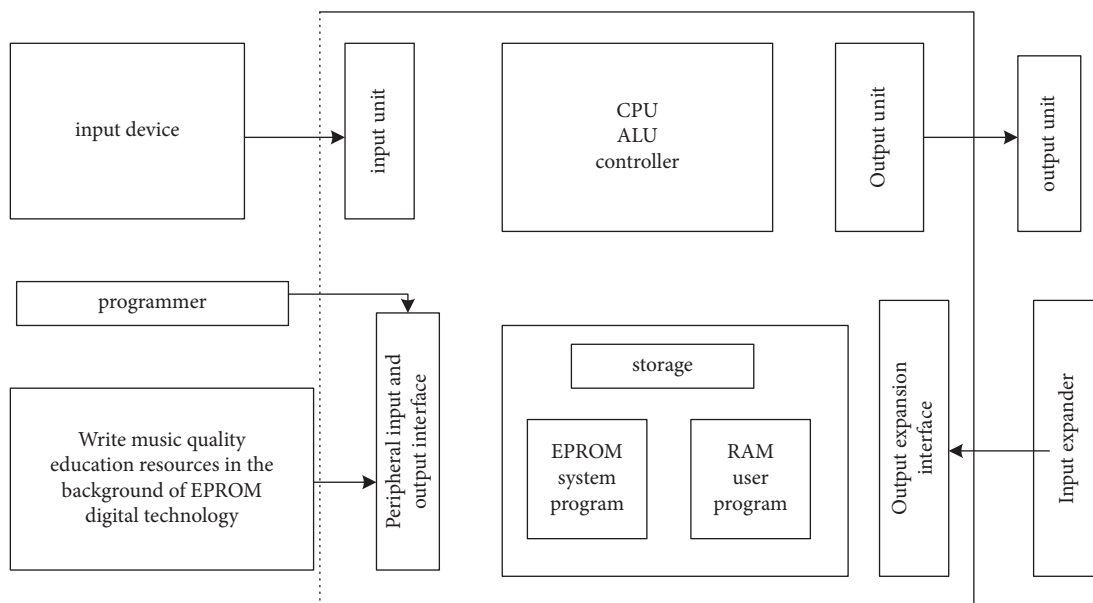 input device
input unit
CPU
ALU
controller
Output unit
output unit
programmer
Peripheral input and
output interface
Write music quality
education resources in the
background of EPROM
digital technology
storage
EPROM
system
program
RAM
user
program
Output expansion
interface
Input expander